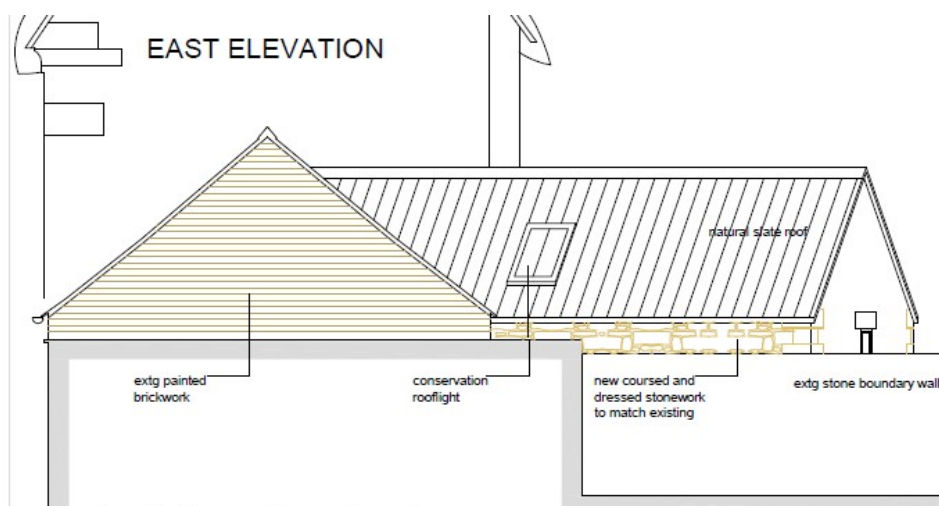 EAST ELEVATION
natural slate roof
extg painted
brickwork
conservation
rooflight
new coursed and
dressed stonework
to match existing
extg stone boundary wall